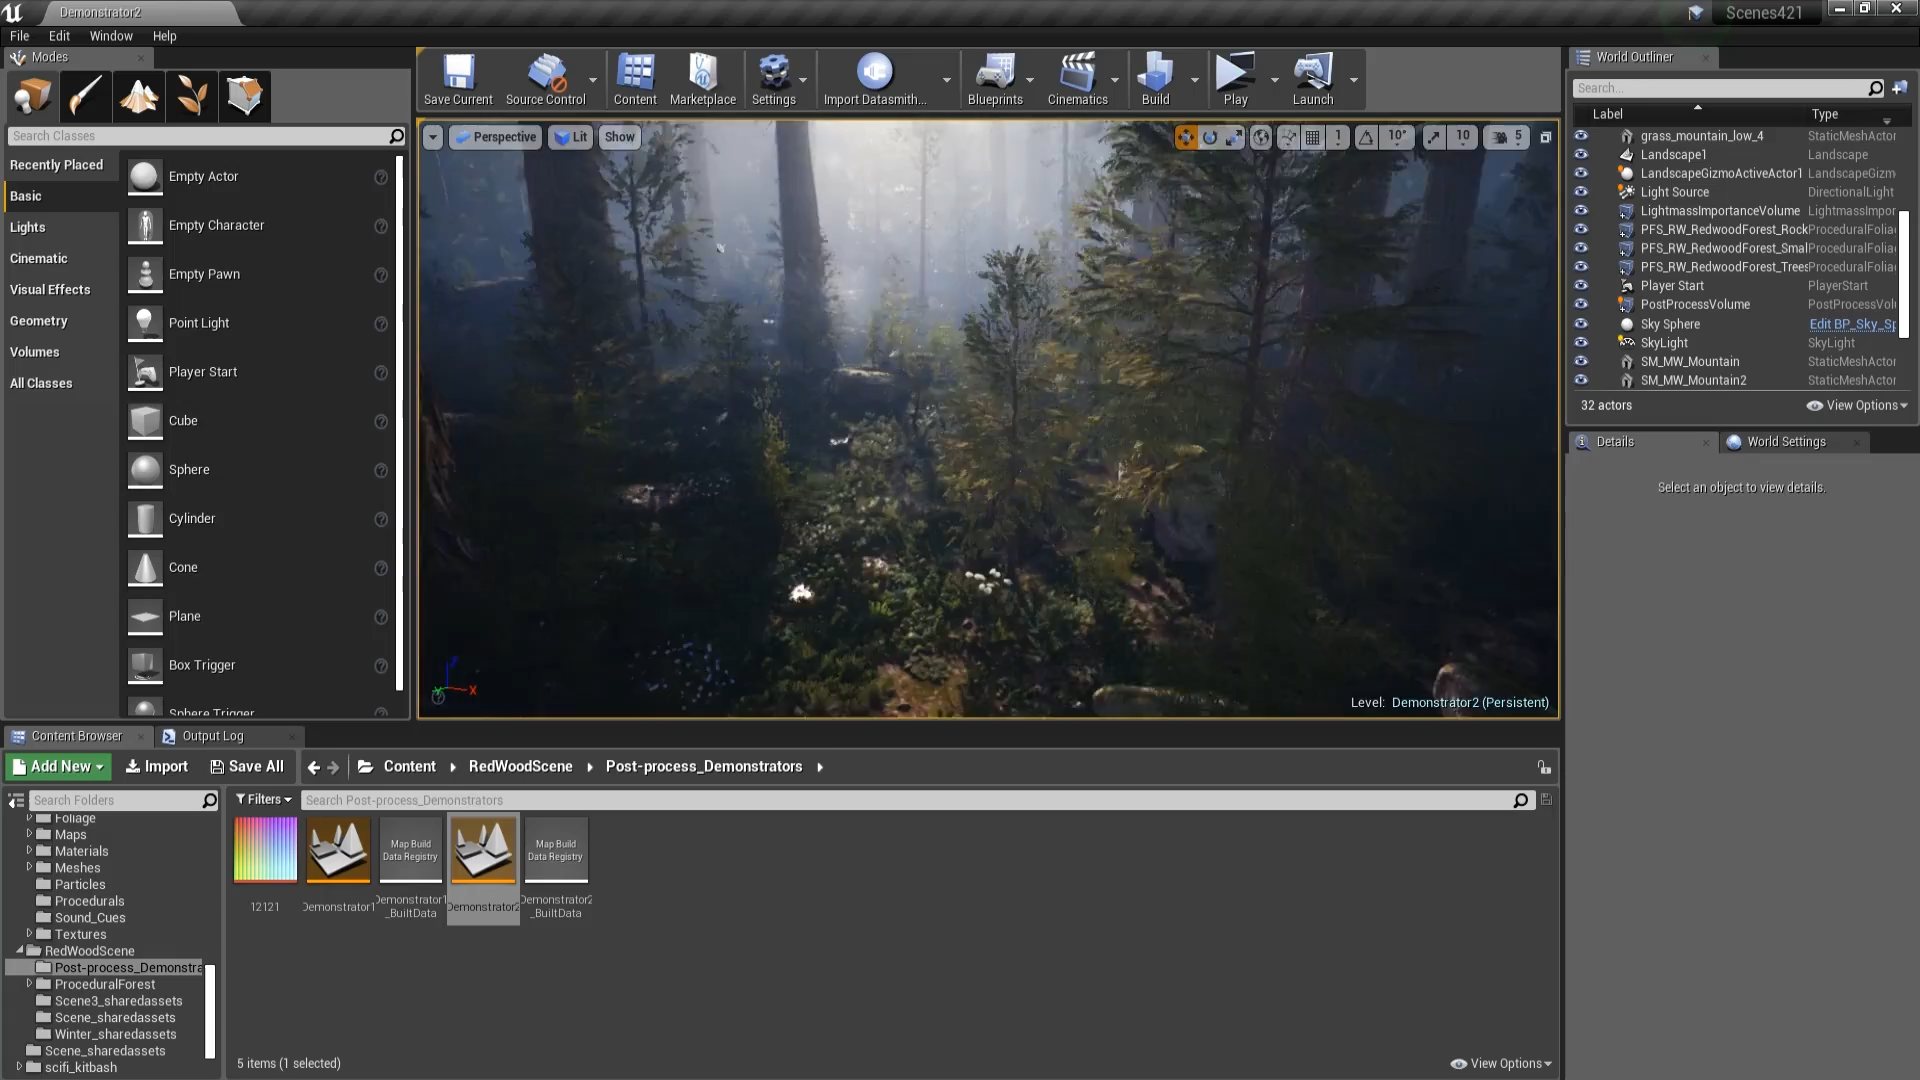 Demonstrator2
Scenes421
File Edit Window Help
Modes
Search Classes
Recently Placed
Basic
Lights
Cinematic
Visual Effects
Geometry
Volumes
All Classes
Empty Actor
Empty Character
Empty Pawn
Point Light
Player Start
Cube
Sphere
Cylinder
Cone
Plane
Box Trigger
Sphere Trigger
Save Current
Source Control
Content
Marketplace
Settings
Import Datasmith...
Blueprints
Cinematics
Build
Play
Launch
Perspective
Lit
Show
1
10°
10
5
X
Level: Demonstrator2 (Persistent)
World Outliner
Search...
Label Type
grass_mountain_low_4 StaticMeshActor
Landscape1 Landscape
LandscapeGizmoActiveActor1 LandscapeGizm
Light Source DirectionalLight
LightmassImportanceVolume LightmassImpor
PFS_RW_RedwoodForest_Rock ProceduralFolia
PFS_RW_RedwoodForest_Smal ProceduralFolia
PFS_RW_RedwoodForest_Trees ProceduralFolia
Player Start PlayerStart
PostProcessVolume PostProcessVol
Sky Sphere Edit BP_Sky_Sp
SkyLight SkyLight
SM_MW_Mountain StaticMeshActor
SM_MW_Mountain2 StaticMeshActor
32 actors View Options
Details World Settings
Select an object to view details.
Content Browser Output Log
Add New Import Save All Content RedWoodScene Post-process_Demonstrators
Search Folders
Foliage
Maps
Materials
Meshes
Particles
Procedurals
Sound_Cues
Textures
RedWoodScene
Post-process_Demonstra
ProceduralForest
Scene3_sharedassets
Scene_sharedassets
Winter_sharedassets
Scene_sharedassets
scifi_kitbash
Filters Search Post-process_Demonstrators
12121
Demonstrator1
Map Build
Data Registry
Demonstrator1
_BuiltData
Demonstrator2
Map Build
Data Registry
Demonstrator2
_BuiltData
5 items (1 selected) View Options